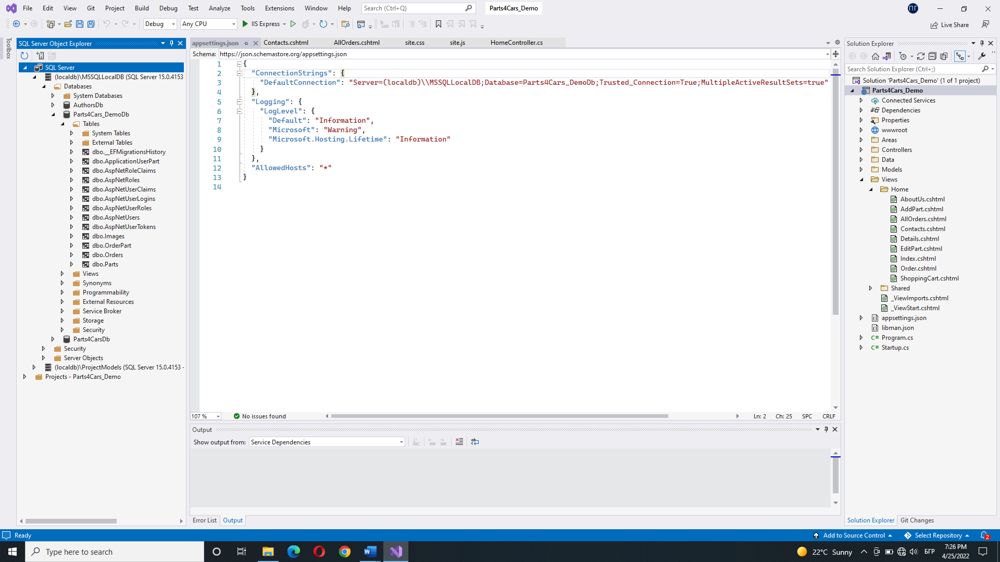 File Edit View Git Project Build Debug Test Analyze Tools Extensions Window Help Search (Ctrl+Q) Parts4Cars_Demo ПГ
Debug Any CPU IIS Express Live Share
Toolbox
SQL Server Object Explorer
SQL Server
(localdb)\MSSQLLocalDB (SQL Server 15.0.4153
Databases
System Databases
AuthorsDb
Parts4Cars_DemoDb
Tables
System Tables
External Tables
dbo.__EFMigrationsHistory
dbo.ApplicationUserPart
dbo.AspNetRoleClaims
dbo.AspNetRoles
dbo.AspNetUserClaims
dbo.AspNetUserLogins
dbo.AspNetUserRoles
dbo.AspNetUsers
dbo.AspNetUserTokens
dbo.Images
dbo.OrderPart
dbo.Orders
dbo.Parts
Views
Synonyms
Programmability
External Resources
Service Broker
Storage
Security
Parts4CarsDb
Security
Server Objects
(localdb)\ProjectModels (SQL Server 15.0.4153 -
Projects - Parts4Cars_Demo
appsettings.json Contacts.cshtml AllOrders.cshtml site.css site.js HomeController.cs
Schema: https://json.schemastore.org/appsettings.json
1 {
2 "ConnectionStrings": {
3 "DefaultConnection": "Server=(localdb)\\MSSQLLocalDB;Database=Parts4Cars_DemoDb;Trusted_Connection=True;MultipleActiveResultSets=true"
4 },
5 "Logging": {
6 "LogLevel": {
7 "Default": "Information",
8 "Microsoft": "Warning",
9 "Microsoft.Hosting.Lifetime": "Information"
10 }
11 },
12 "AllowedHosts": "*"
13 }
14
107 % No issues found Ln: 2 Ch: 25 SPC CRLF
Output
Show output from: Service Dependencies
Error List Output
Solution Explorer
Search Solution Explorer (Ctrl+;)
Solution 'Parts4Cars_Demo' (1 of 1 project)
Parts4Cars_Demo
Connected Services
Dependencies
Properties
wwwroot
Areas
Controllers
Data
Models
Views
Home
AboutUs.cshtml
AddPart.cshtml
AllOrders.cshtml
Contacts.cshtml
Details.cshtml
EditPart.cshtml
Index.cshtml
Order.cshtml
ShoppingCart.cshtml
Shared
_ViewImports.cshtml
_ViewStart.cshtml
appsettings.json
libman.json
C# Program.cs
C# Startup.cs
Solution Explorer Git Changes
Ready Add to Source Control Select Repository 2
Type here to search 22°C Sunny БГР 7:26 PM
4/25/2022